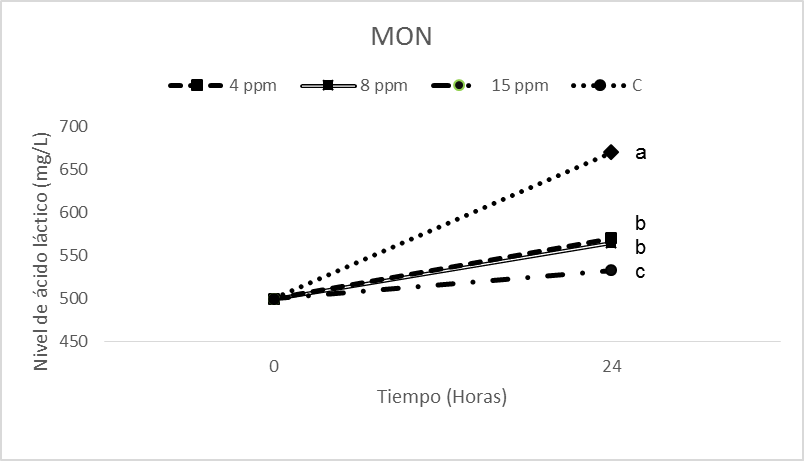 MON
4 ppm 8 ppm 15 ppm C
Nivel de ácido láctico (mg/L)
700
650
600
550
500
450
a
b
b
c
0 24
Tiempo (Horas)